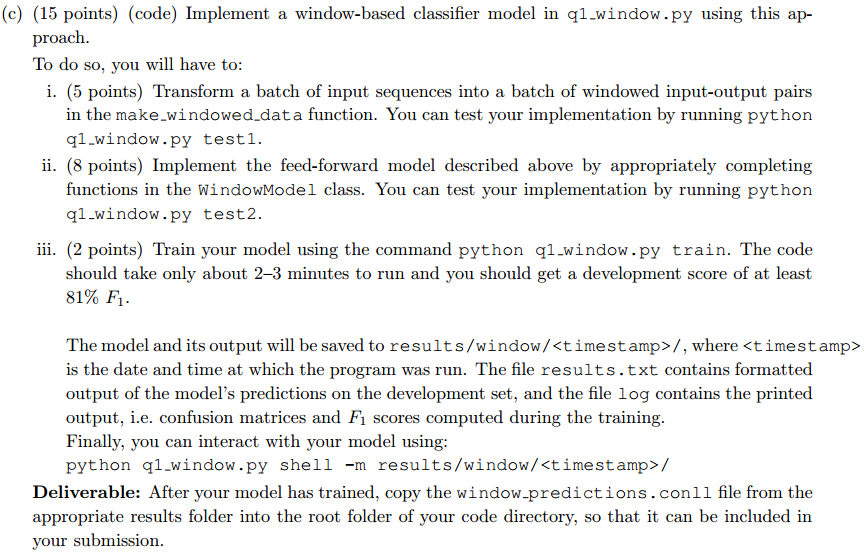 (c) (15 points) (code) Implement a window-based classifier model in q1_window.py using this ap-
proach.
To do so, you will have to:
i. (5 points) Transform a batch of input sequences into a batch of windowed input-output pairs
in the make_windowed_data function. You can test your implementation by running python
q1_window.py test1.
ii. (8 points) Implement the feed-forward model described above by appropriately completing
functions in the WindowModel class. You can test your implementation by running python
q1_window.py test2.
iii. (2 points) Train your model using the command python q1_window.py train. The code
should take only about 2–3 minutes to run and you should get a development score of at least
81% F₁.
The model and its output will be saved to results/window/<timestamp>/, where <timestamp>
is the date and time at which the program was run. The file results.txt contains formatted
output of the model's predictions on the development set, and the file log contains the printed
output, i.e. confusion matrices and F₁ scores computed during the training.
Finally, you can interact with your model using:
python q1_window.py shell -m results/window/<timestamp>/
Deliverable: After your model has trained, copy the window_predictions.conll file from the
appropriate results folder into the root folder of your code directory, so that it can be included in
your submission.